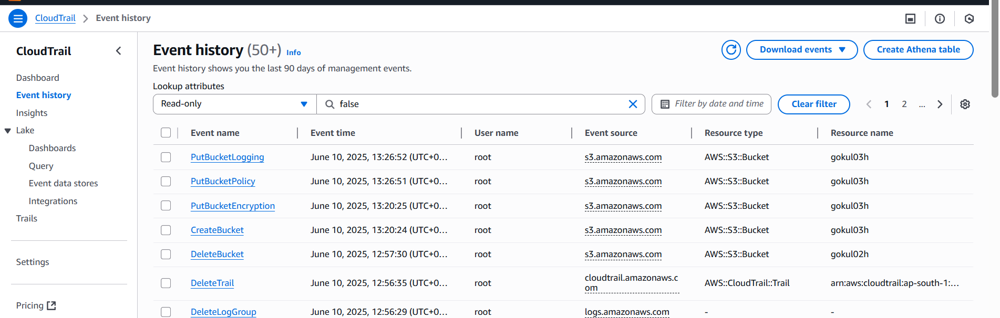 CloudTrail > Event history
CloudTrail
Dashboard
Event history
Insights
Lake
Dashboards
Query
Event data stores
Integrations
Trails
Settings
Pricing
Event history (50+) Info
Download events
Create Athena table
Event history shows you the last 90 days of management events.
Lookup attributes
Read-only
false
Filter by date and time
Clear filter
1 2 ...
Event name Event time User name Event source Resource type Resource name
PutBucketLogging June 10, 2025, 13:26:52 (UTC+0... root s3.amazonaws.com AWS::S3::Bucket gokul03h
PutBucketPolicy June 10, 2025, 13:26:51 (UTC+0... root s3.amazonaws.com AWS::S3::Bucket gokul03h
PutBucketEncryption June 10, 2025, 13:20:25 (UTC+0... root s3.amazonaws.com AWS::S3::Bucket gokul03h
CreateBucket June 10, 2025, 13:20:24 (UTC+0... root s3.amazonaws.com AWS::S3::Bucket gokul03h
DeleteBucket June 10, 2025, 12:57:30 (UTC+0... root s3.amazonaws.com AWS::S3::Bucket gokul02h
DeleteTrail June 10, 2025, 12:56:35 (UTC+0... root cloudtrail.amazonaws.c
om AWS::CloudTrail::Trail arn:aws:cloudtrail:ap-south-1:...
DeleteLogGroup June 10, 2025, 12:56:29 (UTC+0... root logs.amazonaws.com - -